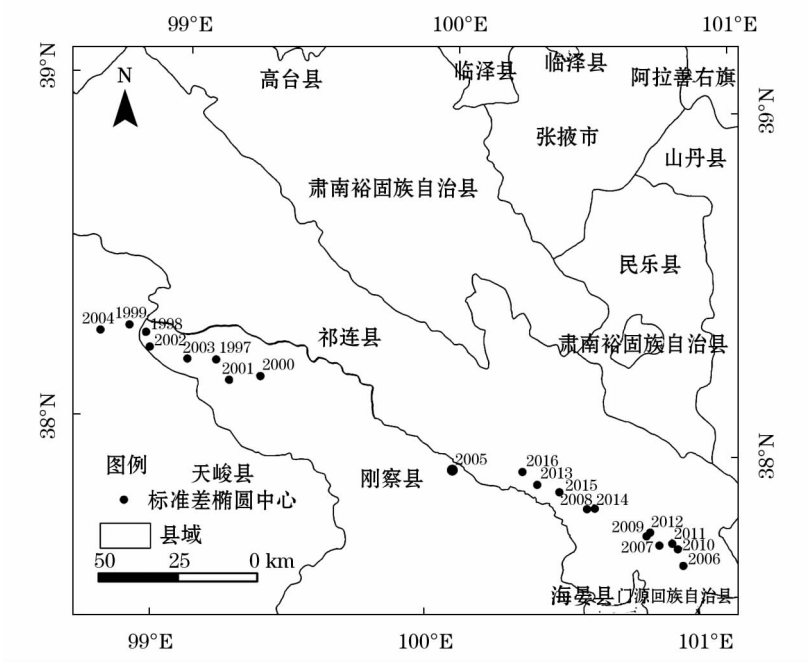 99°E 100°E 101°E
39°N
39°N
N
高台县
临泽县
临泽县
阿拉善右旗
张掖市
山丹县
肃南裕固族自治县
民乐县
2004
1999
1998
2002
2003
1997
2001
2000
祁连县
肃南裕固族自治县
38°N
38°N
图例
天峻县
标准差椭圆中心
县域
50 25 0 km
刚察县
2005
2016
2013
2015
2008
2014
2009
2012
2007
2011
2010
2006
海晏县
门源回族自治县
99°E 100°E 101°E